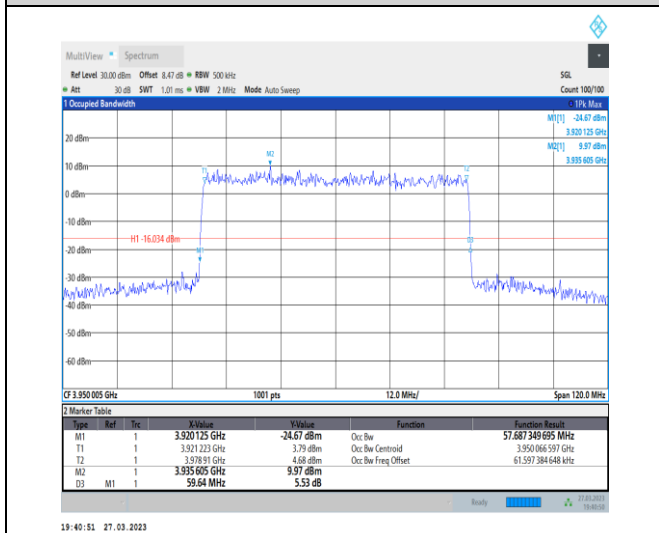 MultiView Spectrum
Ref Level 30.00 dBm Offset 8.47 dB RBW 500 kHz SGL
Att 30 dB SWT 1.01 ms VBW 2 MHz Mode Auto Sweep Count 100/100
1 Occupied Bandwidth 1Pk Max
M1[1] -24.67 dBm
3.920 125 GHz
M2[1] 9.97 dBm
3.935 605 GHz
20 dBm
M2
10 dBm
T1 T2
0 dBm
-10 dBm
H1 -16.034 dBm
-20 dBm
M1 D3
-30 dBm
-40 dBm
-50 dBm
-60 dBm
CF 3.950 005 GHz 1001 pts 12.0 MHz/ Span 120.0 MHz
2 Marker Table
Type Ref Trc X-Value Y-Value Function Function Result
M1 1 3.920 125 GHz -24.67 dBm Occ Bw 57.687 349 695 MHz
T1 1 3.921 223 GHz 3.79 dBm Occ Bw Centroid 3.950 066 597 GHz
T2 1 3.978 91 GHz 4.68 dBm Occ Bw Freq Offset 61.597 384 648 kHz
M2 1 3.935 605 GHz 9.97 dBm
D3 M1 1 59.64 MHz 5.53 dB
Ready 27.03.2023
19:40:50
19:40:51 27.03.2023